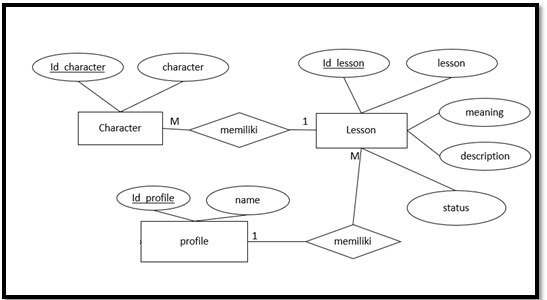 Id_character
character
Id_lesson
lesson
Character
M
memiliki
1
Lesson
meaning
description
M
status
Id_profile
name
profile
1
memiliki